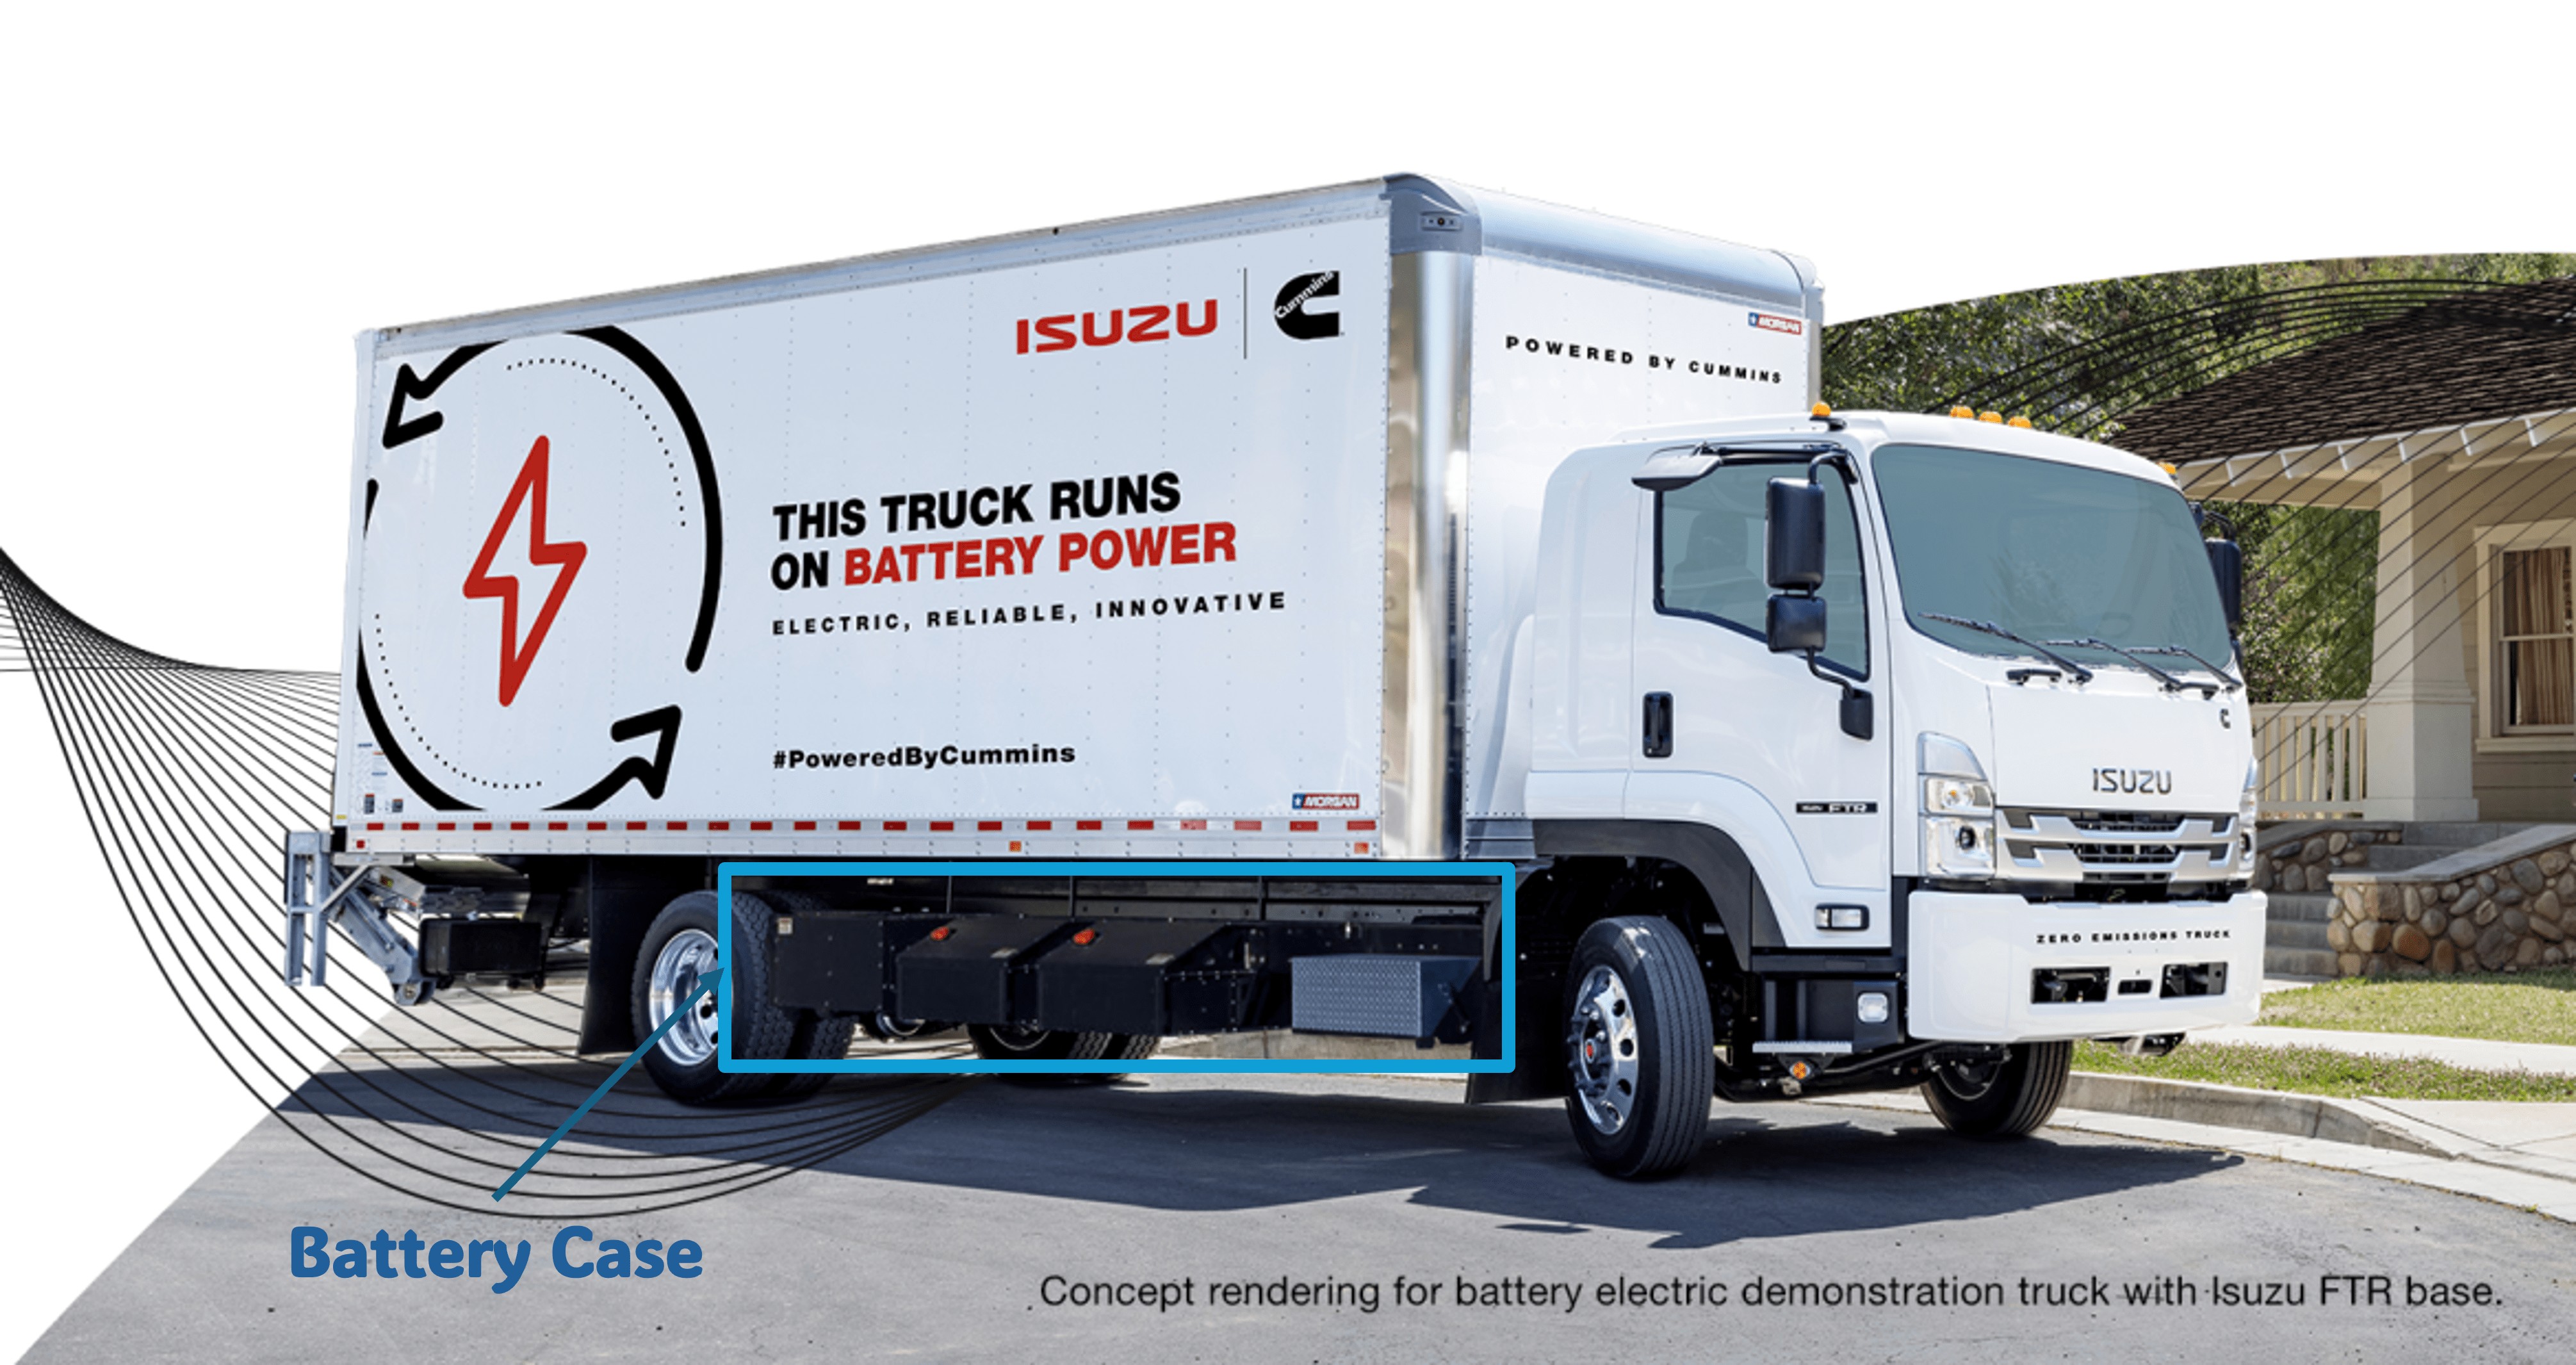 ISUZU
Cummins
MORGAN
POWERED BY CUMMINS
THIS TRUCK RUNS
ON BATTERY POWER
ELECTRIC, RELIABLE, INNOVATIVE
#PoweredByCummins
MORGAN
FTR
ISUZU
ZERO EMISSIONS TRUCK
Battery Case
Concept rendering for battery electric demonstration truck with Isuzu FTR base.